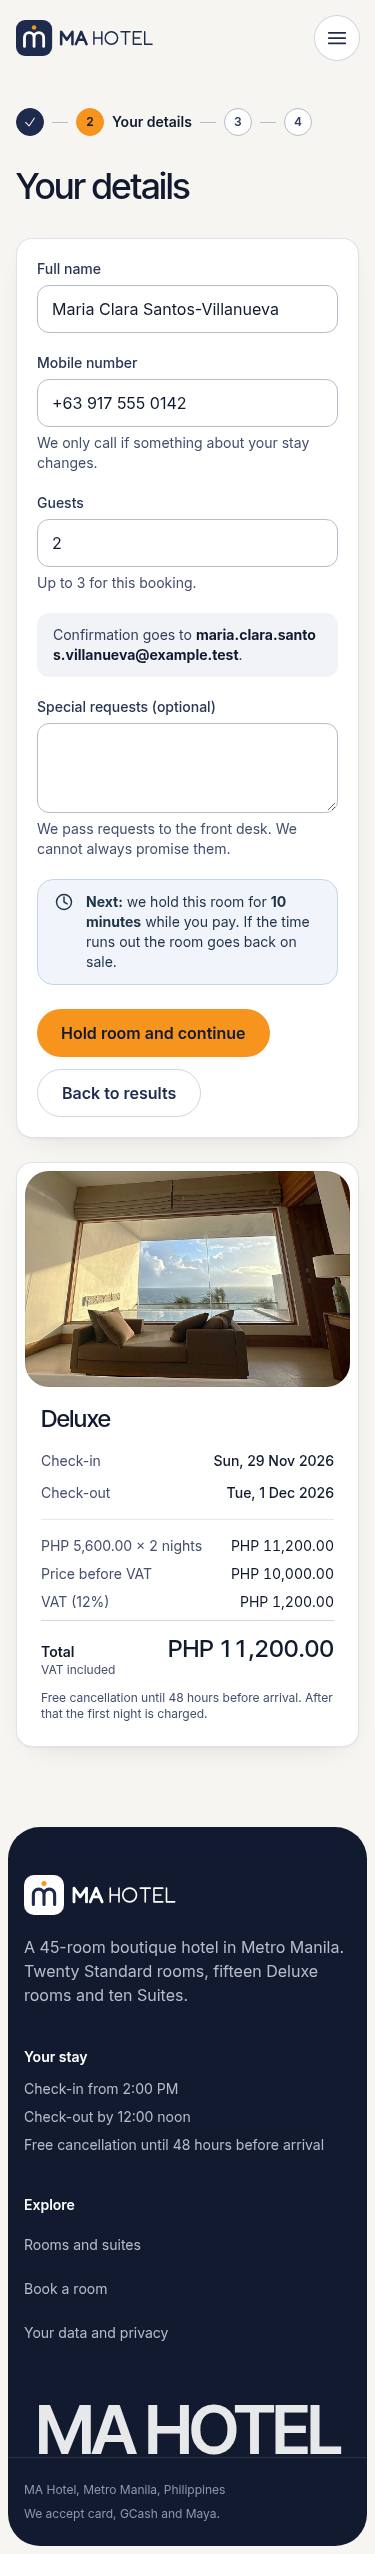 MA HOTEL
2 Your details 3 4
Your details
Full name
Maria Clara Santos-Villanueva
Mobile number
+63 917 555 0142
We only call if something about your stay
changes.
Guests
2
Up to 3 for this booking.
Confirmation goes to maria.clara.santo
s.villanueva@example.test.
Special requests (optional)
We pass requests to the front desk. We
cannot always promise them.
Next: we hold this room for 10
minutes while you pay. If the time
runs out the room goes back on
sale.
Hold room and continue
Back to results
Deluxe
Check-in Sun, 29 Nov 2026
Check-out Tue, 1 Dec 2026
PHP 5,600.00 × 2 nights PHP 11,200.00
Price before VAT PHP 10,000.00
VAT (12%) PHP 1,200.00
Total PHP 11,200.00
VAT included
Free cancellation until 48 hours before arrival. After
that the first night is charged.
MA HOTEL
A 45-room boutique hotel in Metro Manila.
Twenty Standard rooms, fifteen Deluxe
rooms and ten Suites.
Your stay
Check-in from 2:00 PM
Check-out by 12:00 noon
Free cancellation until 48 hours before arrival
Explore
Rooms and suites
Book a room
Your data and privacy
MA HOTEL
MA Hotel, Metro Manila, Philippines
We accept card, GCash and Maya.